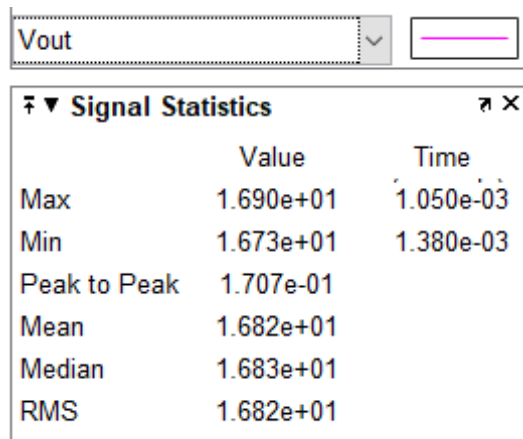 Vout
Signal Statistics
Value Time
Max 1.690e+01 1.050e-03
Min 1.673e+01 1.380e-03
Peak to Peak 1.707e-01
Mean 1.682e+01
Median 1.683e+01
RMS 1.682e+01